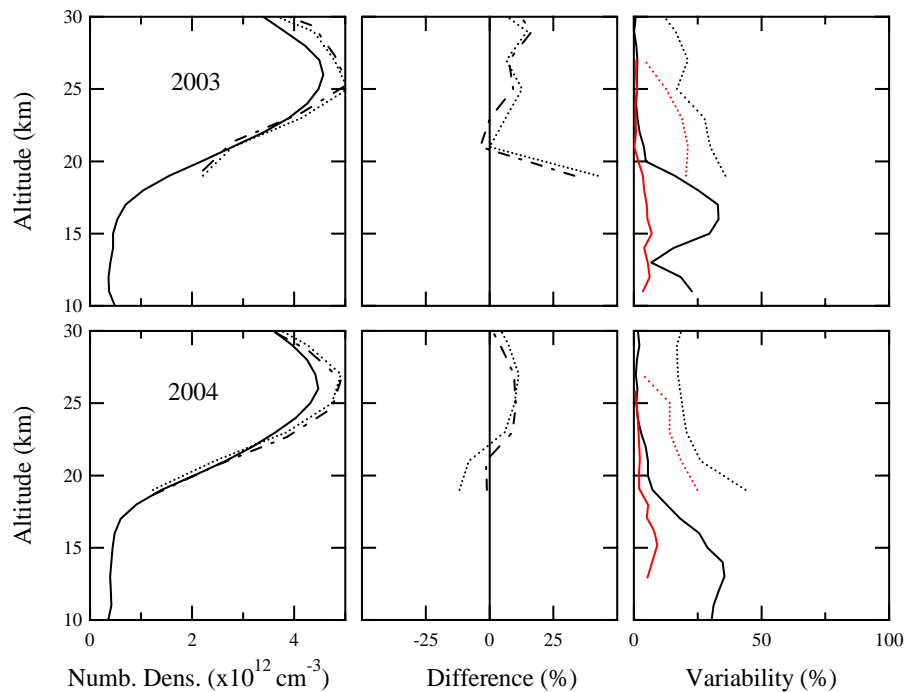 30
25
20
15
10
Altitude (km)
2003
30
25
20
15
10
Altitude (km)
2004
0 2 4
-25 0 25
0 50 100
Numb. Dens. (x10^12 cm^-3)
Difference (%)
Variability (%)